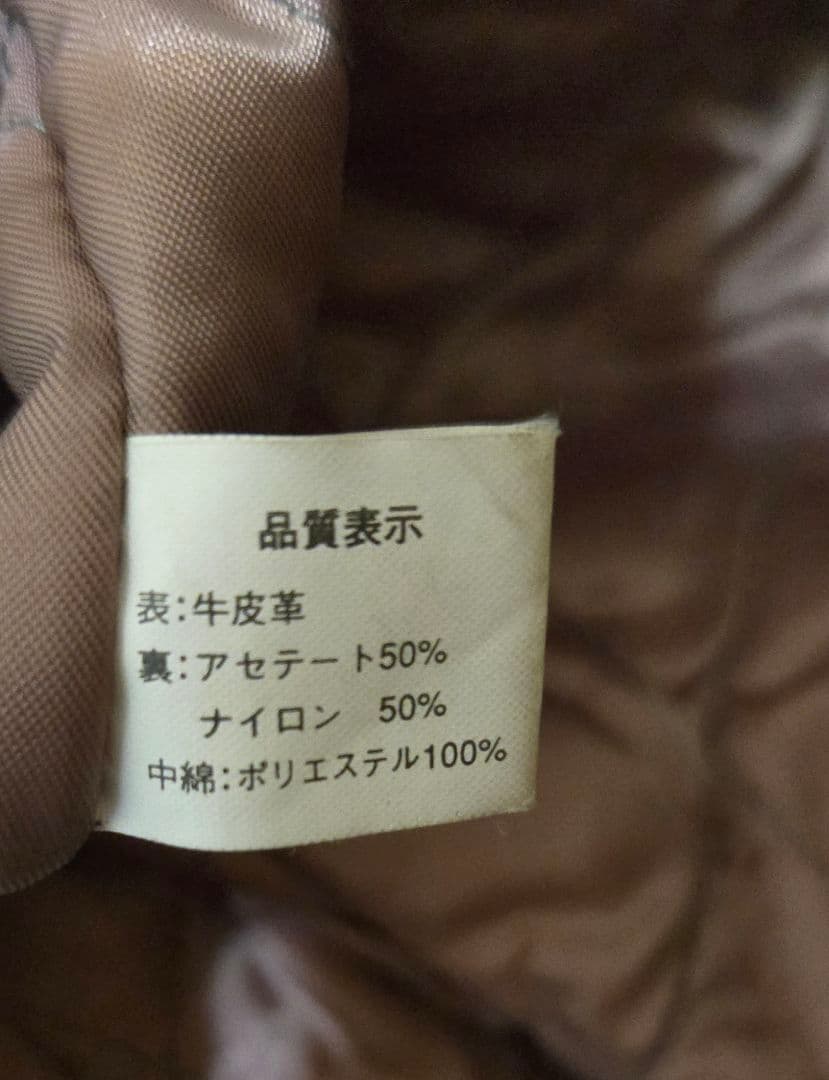 品質表示
表:牛皮革
裏:アセテート50%
ナイロン 50%
中綿:ポリエステル100%